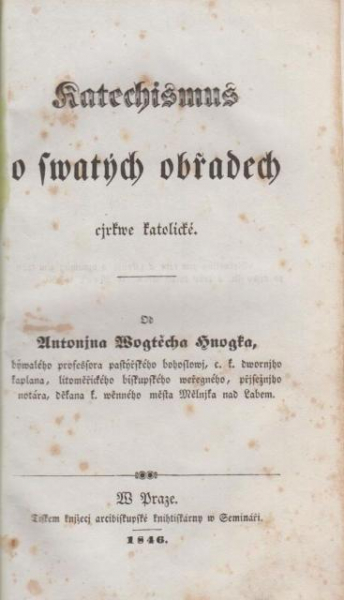 Katechismus
o swatých obřadech
cjrkwe katolické.
Od
Antonjna Wogtěcha Hnogka,
býwalého professora pastýřského bohoslowj, c. k. dwornjho
kaplana, litoměřického biskupského weřegného, přjsežnjho
notára, děkana k. wěnného města Mělnjka nad Labem.
W Praze.
Tiskem knjžecj arcibiskupské knihtiskárny w Semináři.
1846.